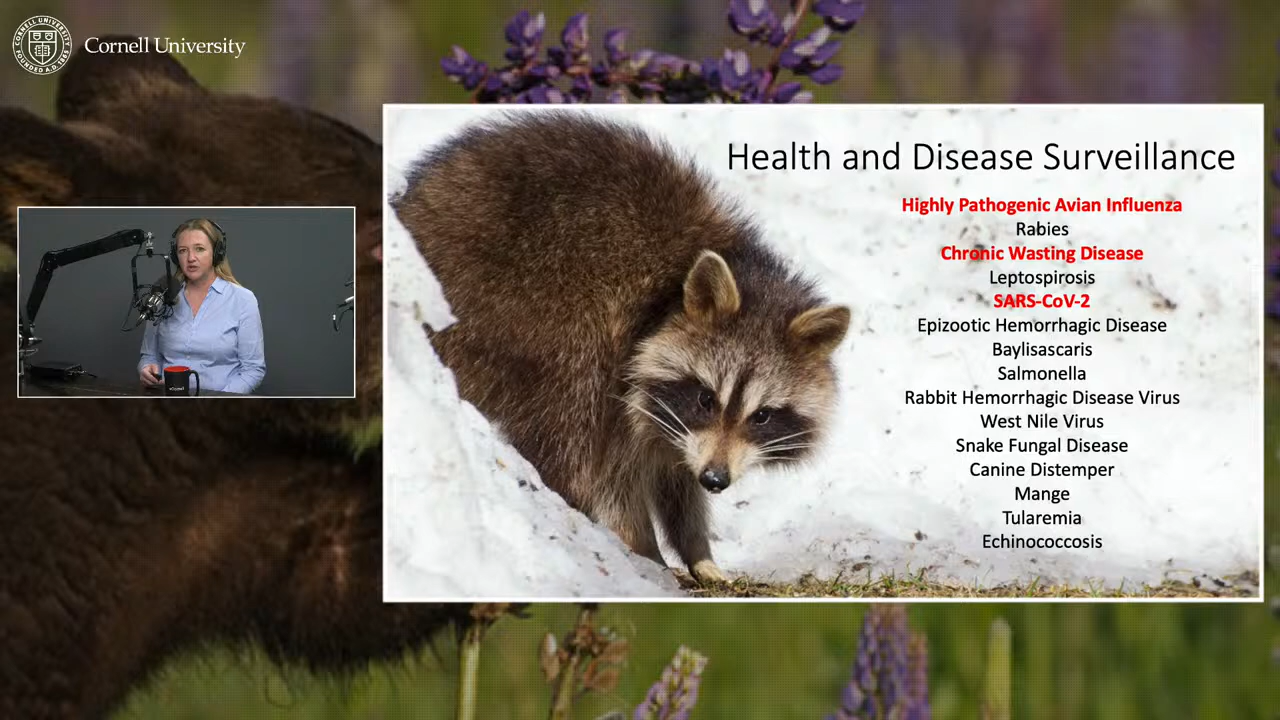 Cornell University
Health and Disease Surveillance
Highly Pathogenic Avian Influenza
Rabies
Chronic Wasting Disease
Leptospirosis
SARS-CoV-2
Epizootic Hemorrhagic Disease
Baylisascaris
Salmonella
Rabbit Hemorrhagic Disease Virus
West Nile Virus
Snake Fungal Disease
Canine Distemper
Mange
Tularemia
Echinococcosis